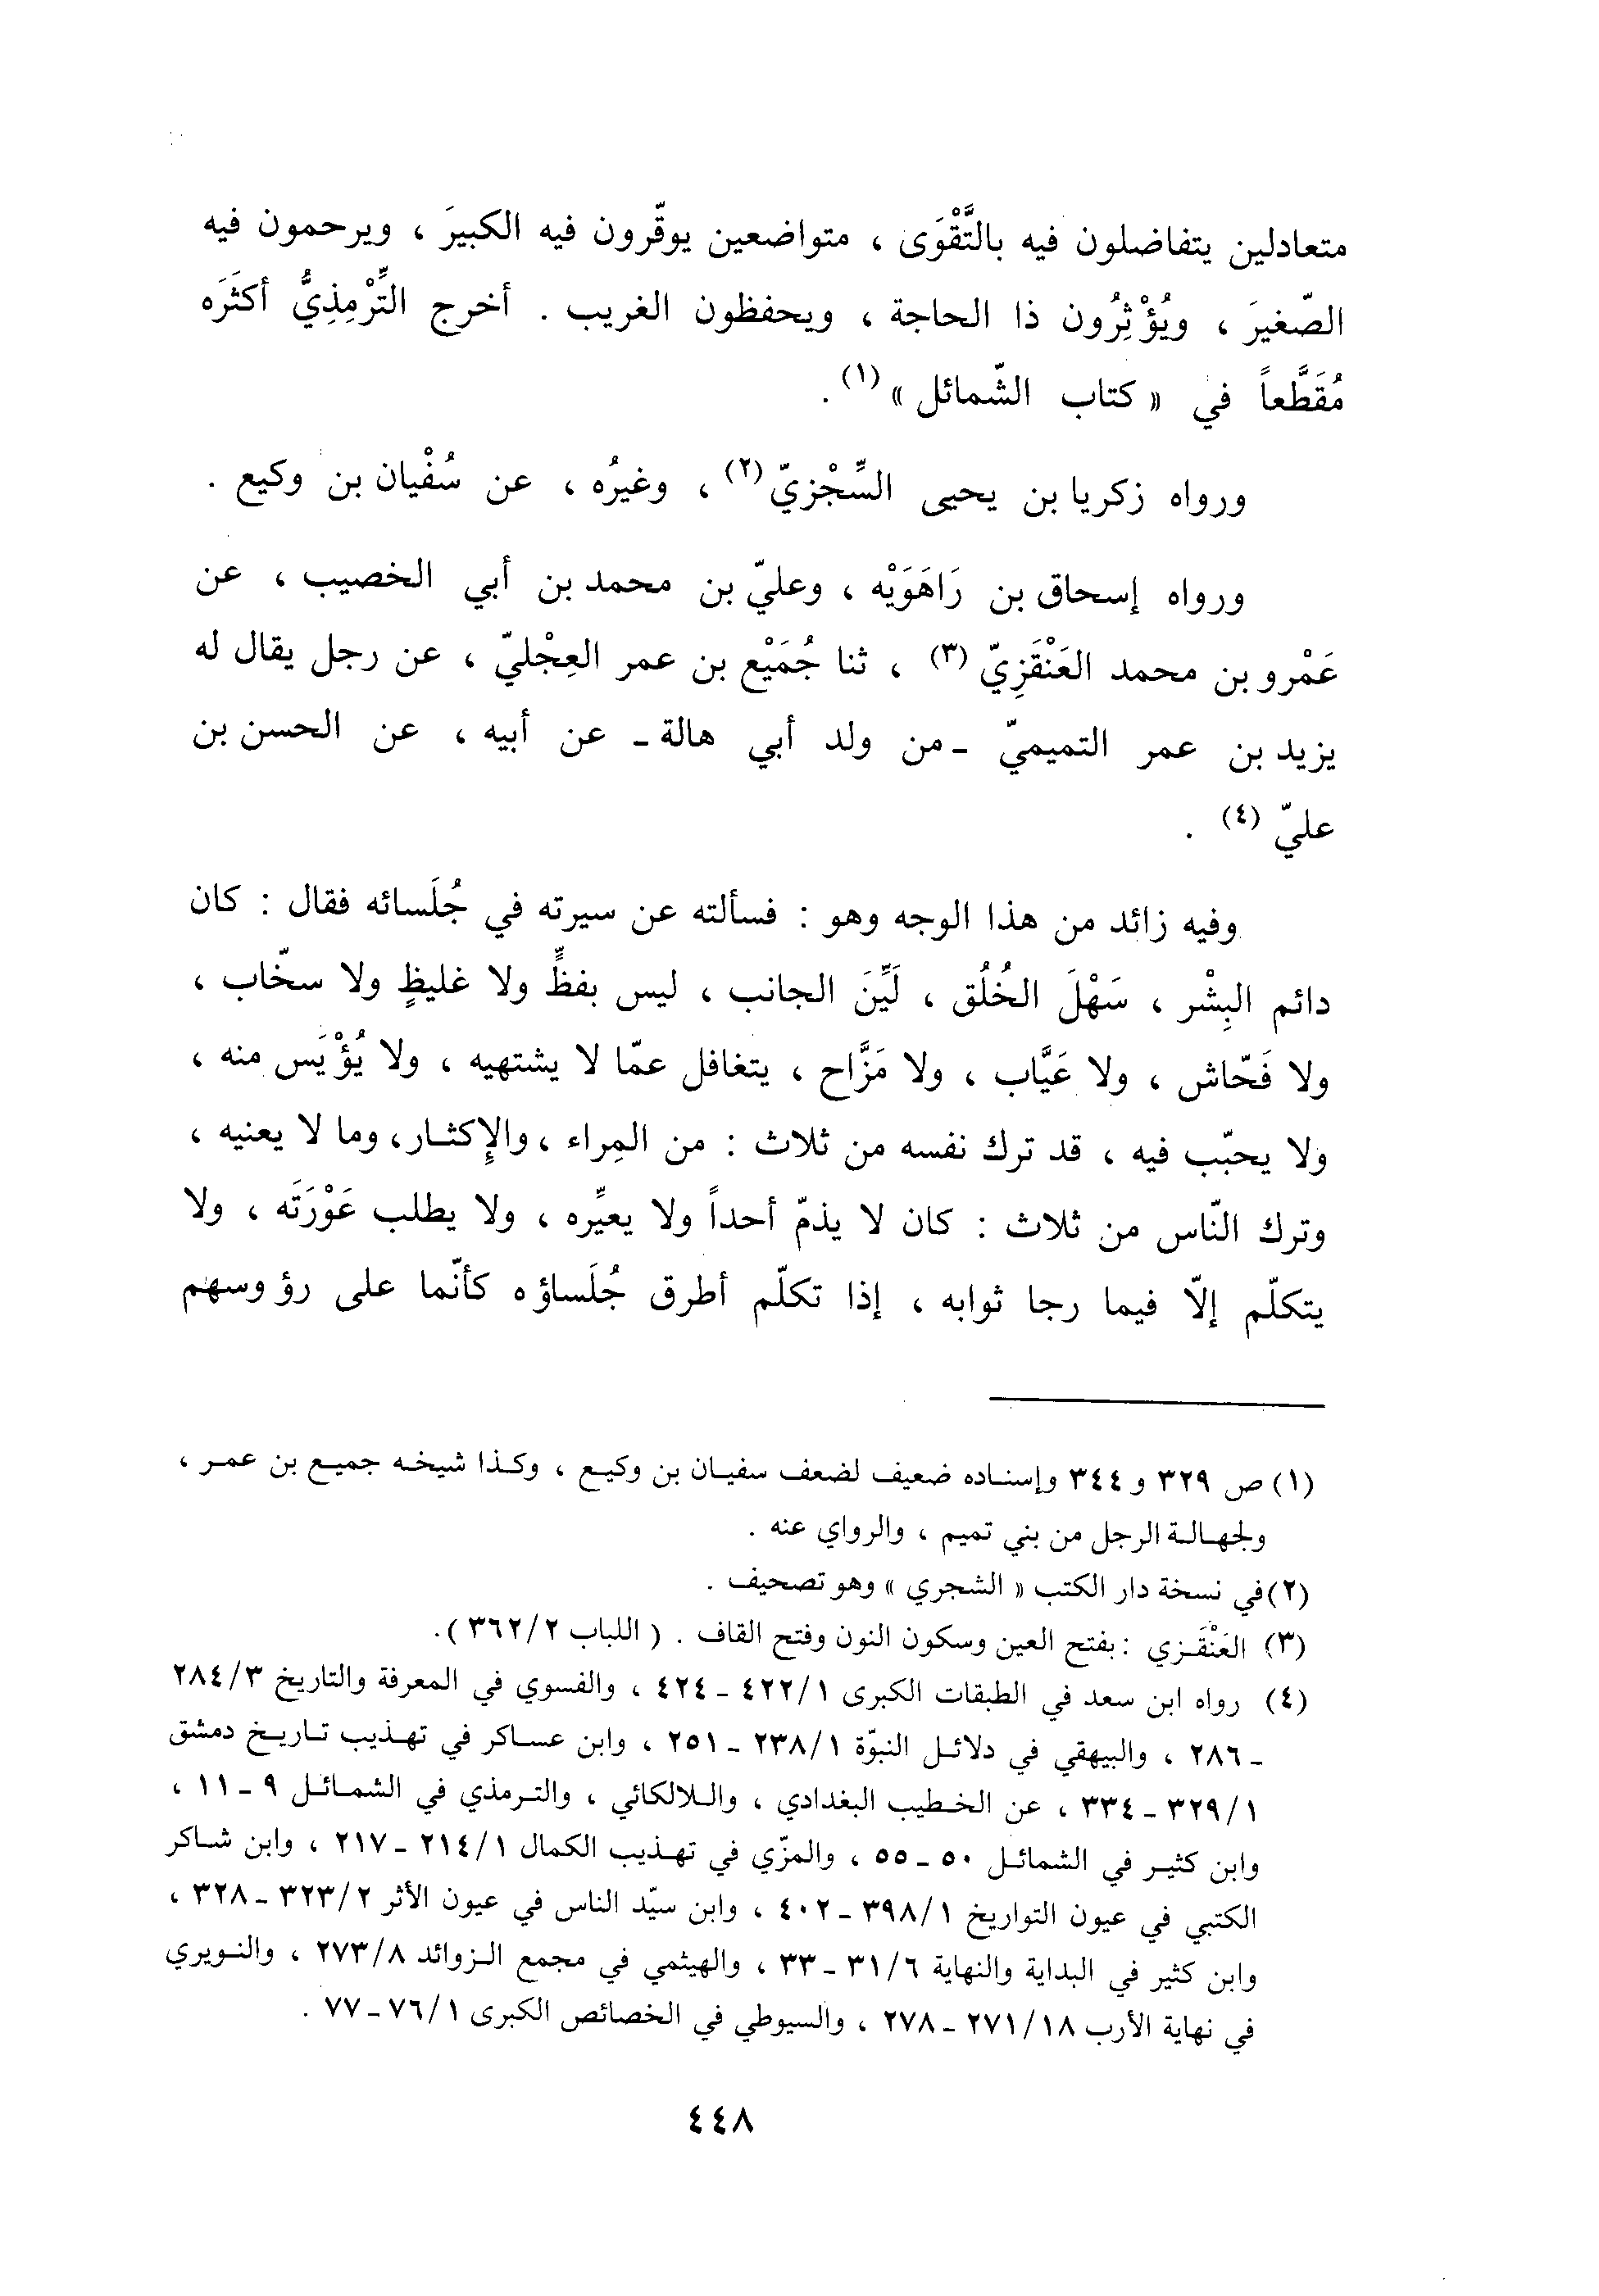 متعادلين يتفاضلون فيه بالتَّقْوَى ، متواضعين يوقّرون فيه الكبيرَ ، ويرحمون فيه
الصّغيرَ ، ويُؤْثِرُون ذا الحاجة ، ويحفظون الغريب . أخرج التِّرْمِذِيُّ أكثَرَه
مُقَطَّعاً في « كتاب الشّمائل »(١) .
ورواه زكريا بن يحيى السِّجْزيّ(٢) ، وغيرُه ، عن سُفْيان بن وكيع .
ورواه إسحاق بن رَاهَوَيْه ، وعليّ بن محمد بن أبي الخصيب ، عن
عَمْرو بن محمد العَنْقَزِيّ(٣) ، ثنا جُمَيْع بن عمر العِجْليّ ، عن رجل يقال له
يزيد بن عمر التميميّ ـ من ولد أبي هالة ـ عن أبيه ، عن الحسن بن
عليّ(٤) .
وفيه زائد من هذا الوجه وهو : فسألته عن سيرته في جُلَسائه فقال : كان
دائم البِشْر ، سَهْلَ الخُلُق ، لَيِّنَ الجانب ، ليس بفظٍّ ولا غليظٍ ولا سخّاب ،
ولا فَحّاش ، ولا عَيَّاب ، ولا مَزَّاح ، يتغافل عمّا لا يشتهيه ، ولا يُؤْيَس منه ،
ولا يحبّب فيه ، قد ترك نفسه من ثلاث : من المِراء ، والإِكثار، وما لا يعنيه ،
وترك النّاس من ثلاث : كان لا يذمّ أحداً ولا يعيِّره ، ولا يطلب عَوْرَتَه ، ولا
يتكلّم إلّا فيما رجا ثوابه ، إذا تكلّم أطرق جُلَساؤه كأنّما على رؤوسهم
(١) ص ٣٢٩ و ٣٤٤ وإسناده ضعيف لضعف سفيان بن وكيع ، وكذا شيخه جميع بن عمر ،
ولجهالة الرجل من بني تميم ، والرواي عنه .
(٢) في نسخة دار الكتب « الشجري » وهو تصحيف .
(٣) العَنْقَزي : بفتح العين وسكون النون وفتح القاف . ( اللباب ٣٦٢/٢ ).
(٤) رواه ابن سعد في الطبقات الكبرى ٤٢٢/١ ـ ٤٢٤ ، والفسوي في المعرفة والتاريخ ٢٨٤/٣
ـ ٢٨٦ ، والبيهقي في دلائل النبوّة ٢٣٨/١ ـ ٢٥١ ، وابن عساكر في تهذيب تاريخ دمشق
٣٢٩/١ ـ ٣٣٤ ، عن الخطيب البغدادي ، واللالكائي ، والترمذي في الشمائل ٩ ـ ١١ ،
وابن كثير في الشمائل ٥٠ ـ ٥٥ ، والمزّي في تهذيب الكمال ٢١٤/١ ـ ٢١٧ ، وابن شاكر
الكتبي في عيون التواريخ ٣٩٨/١ ـ ٤٠٢ ، وابن سيّد الناس في عيون الأثر ٣٢٣/٢ ـ ٣٢٨ ،
وابن كثير في البداية والنهاية ٣١/٦ ـ ٣٣ ، والهيثمي في مجمع الزوائد ٢٧٣/٨ ، والنويري
في نهاية الأرب ٢٧١/١٨ ـ ٢٧٨ ، والسيوطي في الخصائص الكبرى ٧٦/١ ـ ٧٧ .
٤٤٨